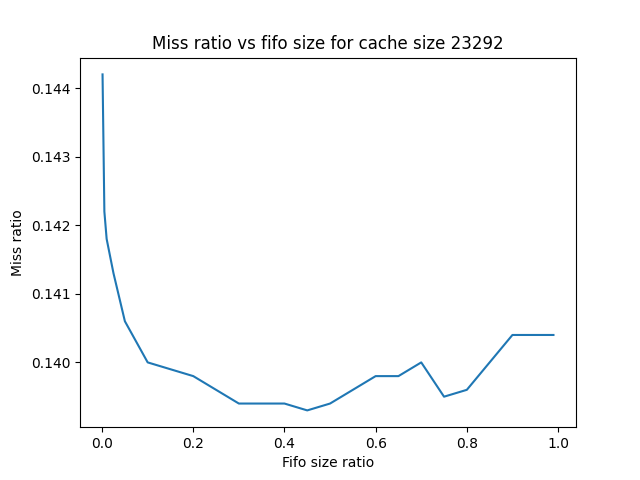 Miss ratio vs fifo size for cache size 23292
Miss ratio
0.144
0.143
0.142
0.141
0.140
0.0 0.2 0.4 0.6 0.8 1.0
Fifo size ratio